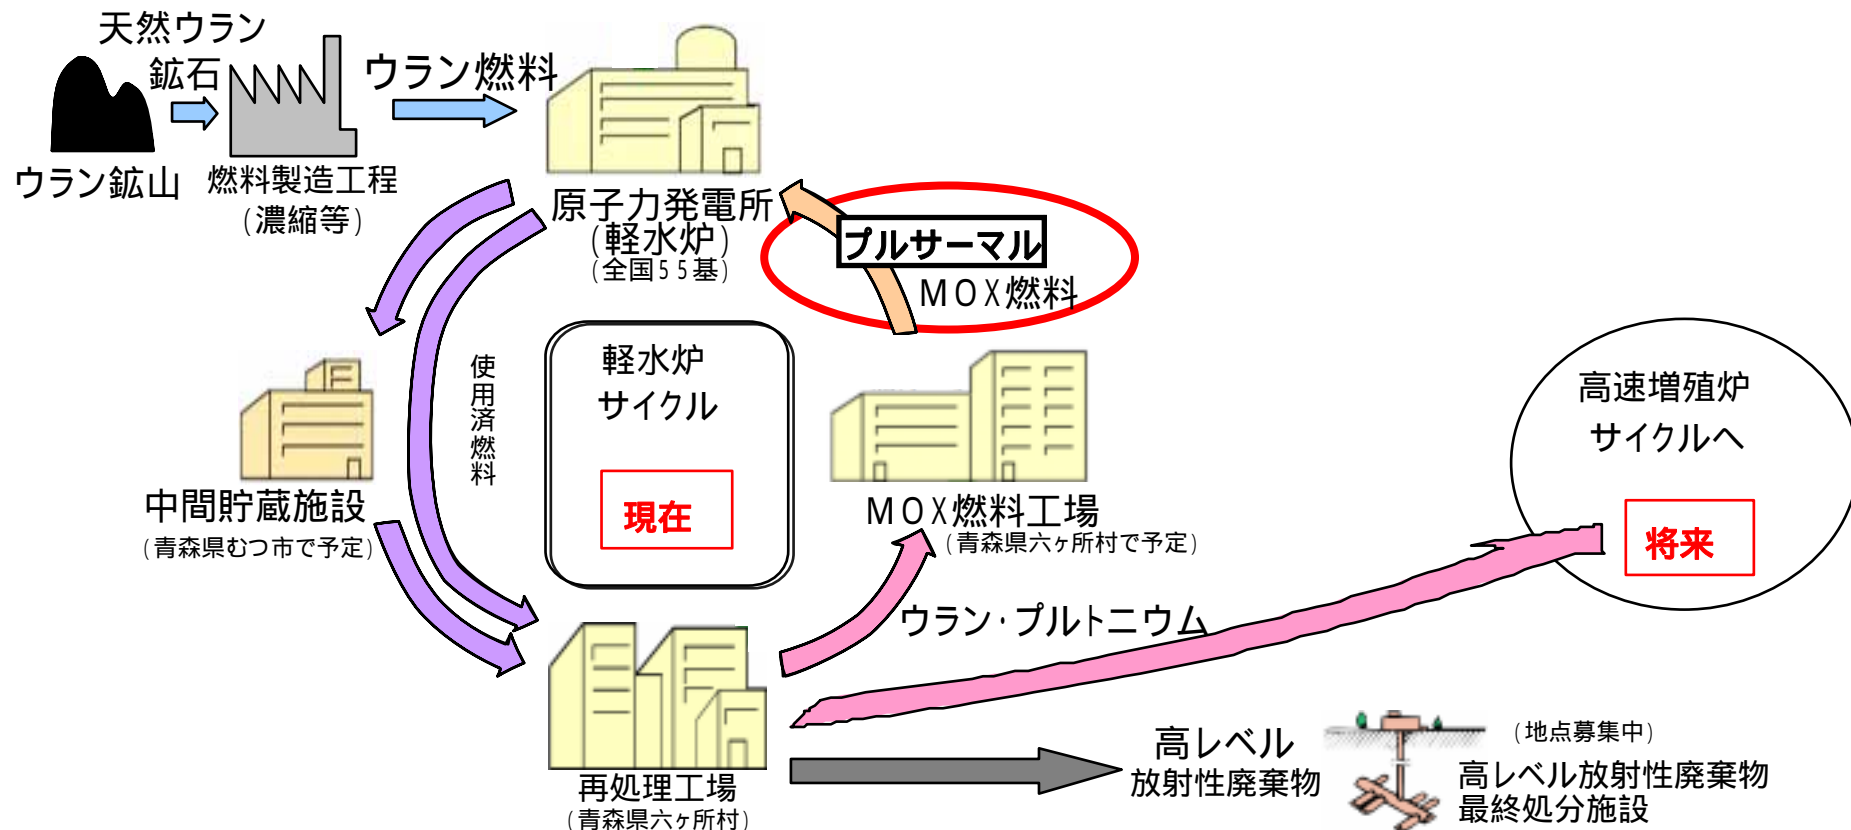 天然ウラン
鉱石
ウラン燃料
ウラン鉱山
燃料製造工程
(濃縮等)
原子力発電所
(軽水炉)
(全国55基)
プルサーマル
MOX燃料
使用済燃料
軽水炉
サイクル
現在
高速増殖炉
サイクルへ
将来
中間貯蔵施設
(青森県むつ市で予定)
MOX燃料工場
(青森県六ヶ所村で予定)
ウラン・プルトニウム
再処理工場
(青森県六ヶ所村)
高レベル
放射性廃棄物
(地点募集中)
高レベル放射性廃棄物
最終処分施設